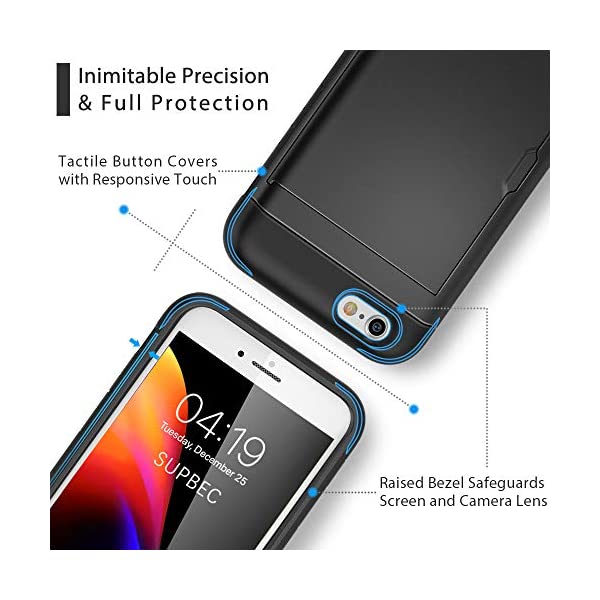 Inimitable Precision
& Full Protection
Tactile Button Covers
with Responsive Touch
04:19
Tuesday, December 25
SUPBEC
Raised Bezel Safeguards
Screen and Camera Lens